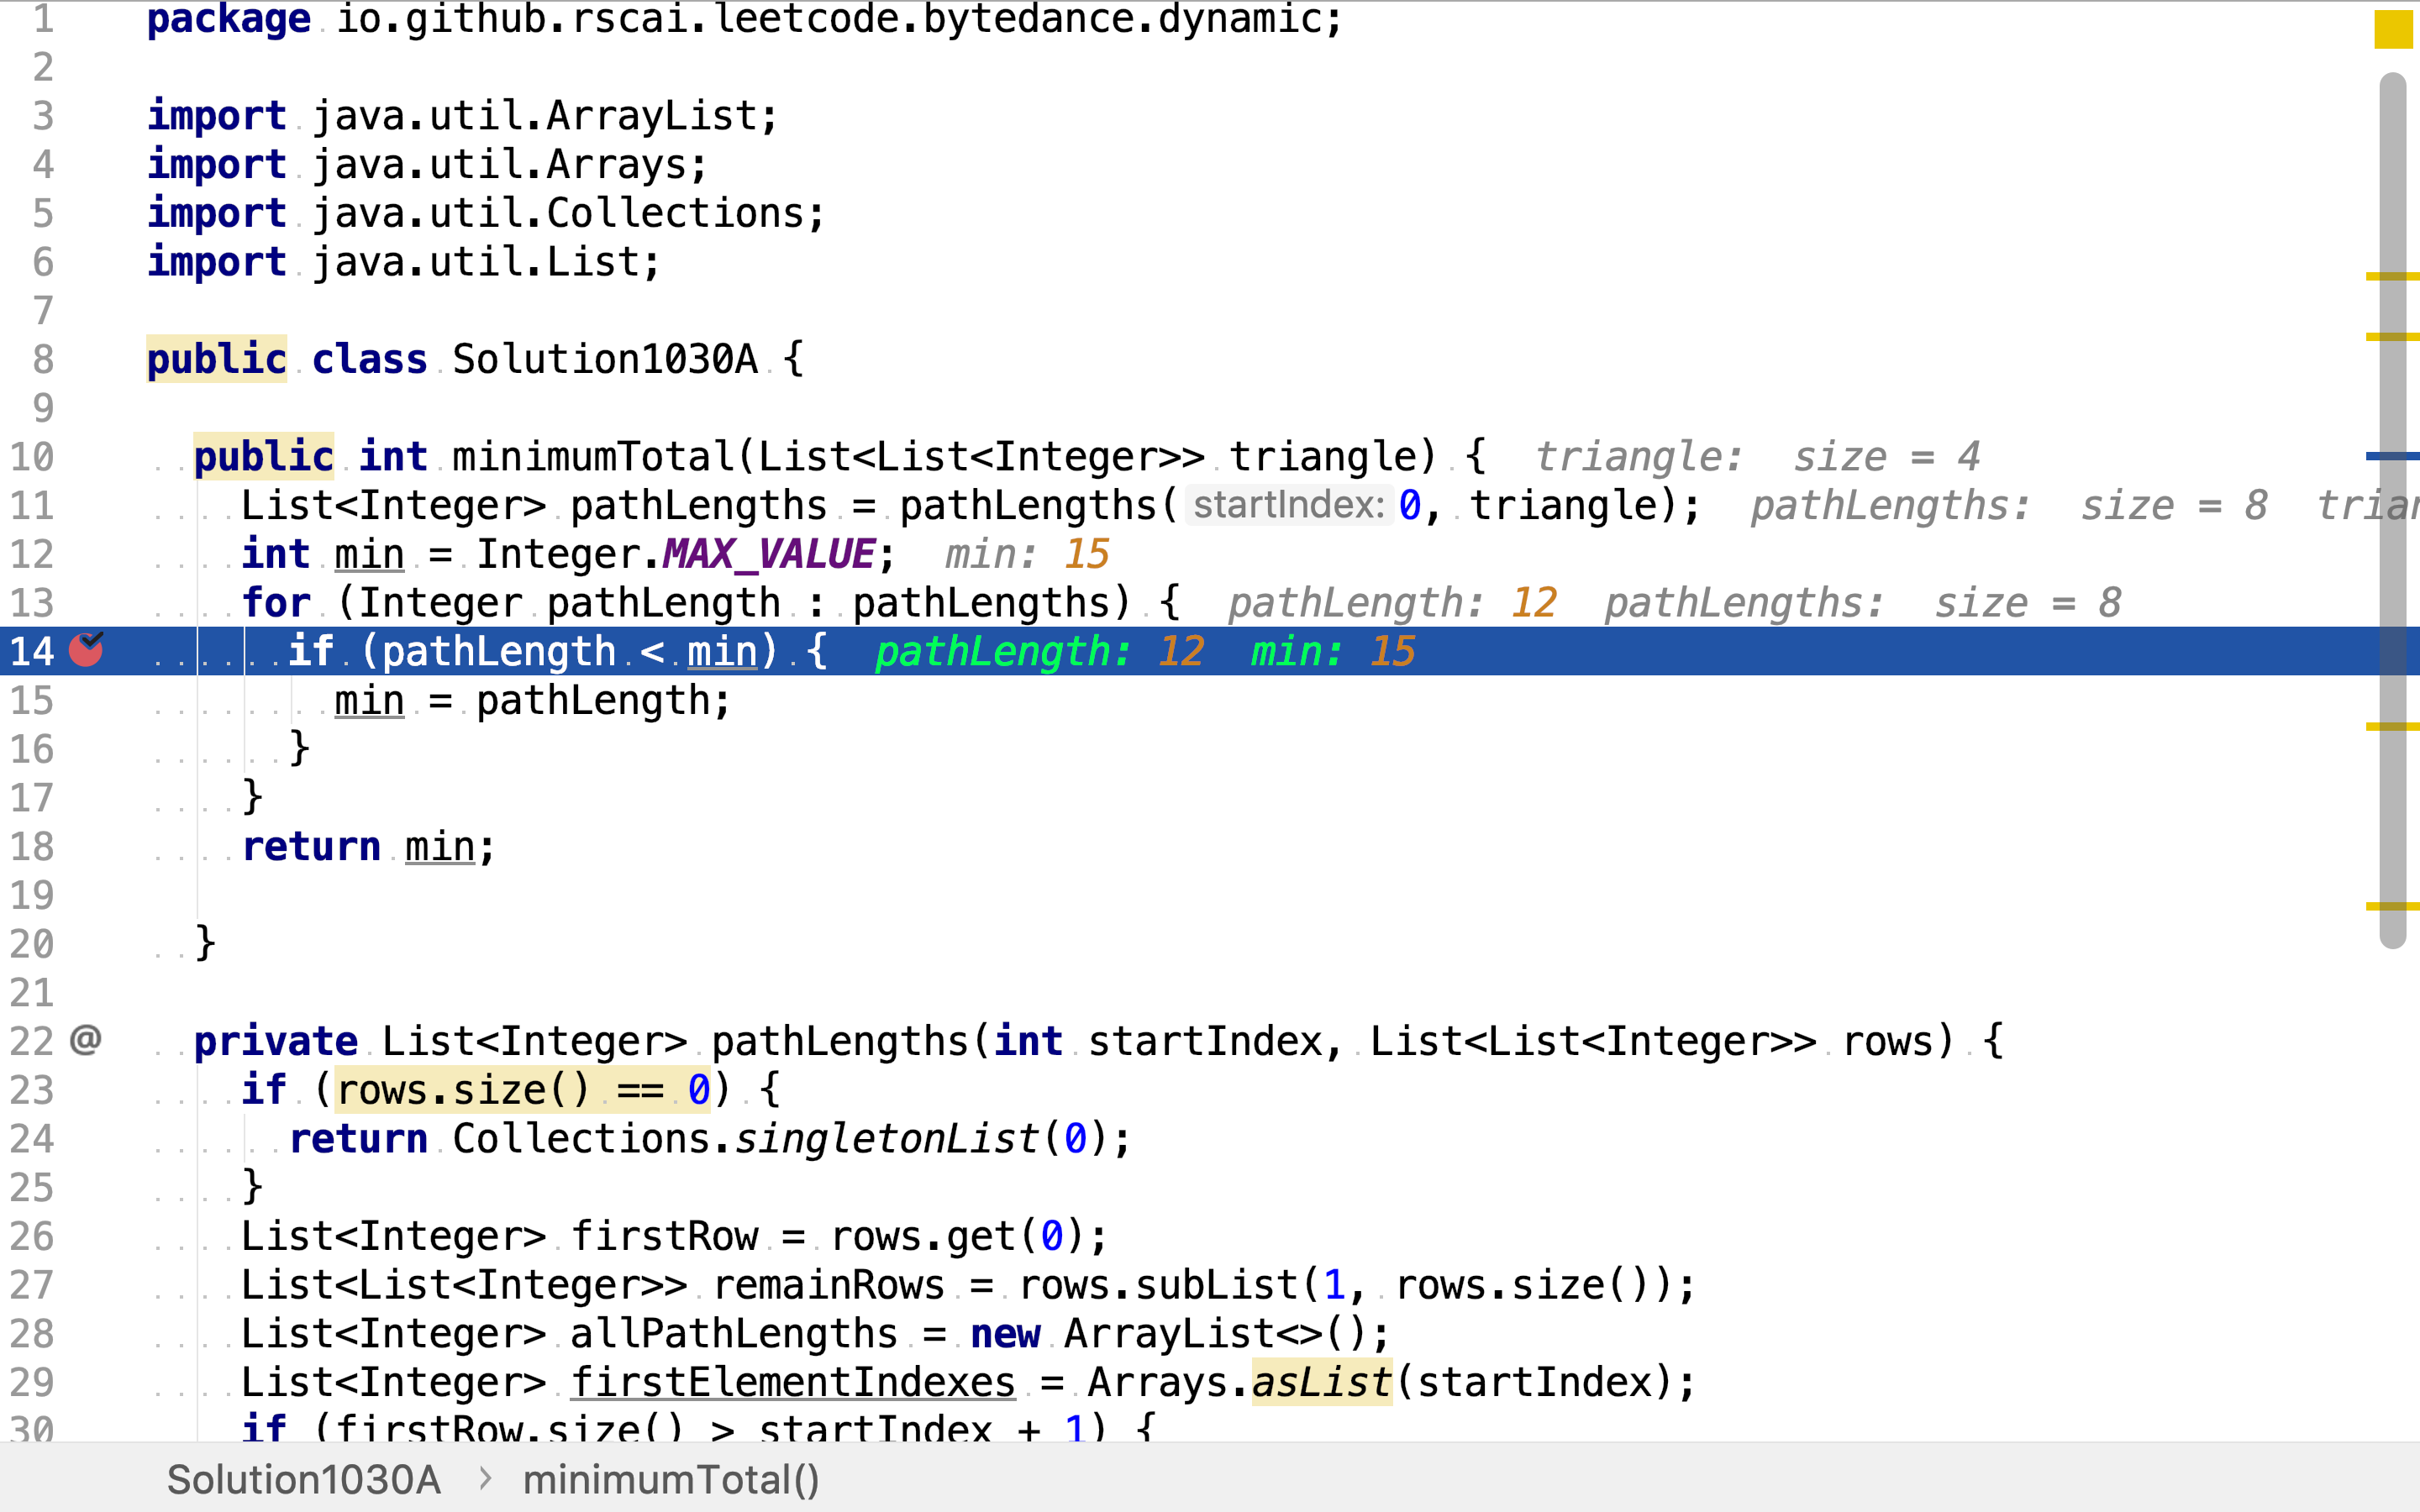 1 package io.github.rscai.leetcode.bytedance.dynamic;
2
3 import java.util.ArrayList;
4 import java.util.Arrays;
5 import java.util.Collections;
6 import java.util.List;
7
8 public class Solution1030A {
9
10 public int minimumTotal(List<List<Integer>> triangle) { triangle: size = 4
11 List<Integer> pathLengths = pathLengths( startIndex: 0, triangle); pathLengths: size = 8
12 int min = Integer.MAX_VALUE; min: 15
13 for (Integer pathLength : pathLengths) { pathLength: 12 pathLengths: size = 8
14 if (pathLength < min) { pathLength: 12 min: 15
15 min = pathLength;
16 }
17 }
18 return min;
19
20 }
21
22 @ private List<Integer> pathLengths(int startIndex, List<List<Integer>> rows) {
23 if (rows.size() == 0) {
24 return Collections.singletonList(0);
25 }
26 List<Integer> firstRow = rows.get(0);
27 List<List<Integer>> remainRows = rows.subList(1, rows.size());
28 List<Integer> allPathLengths = new ArrayList<>();
29 List<Integer> firstElementIndexes = Arrays.asList(startIndex);
30 if (firstRow.size() > startIndex + 1) {
Solution1030A > minimumTotal()